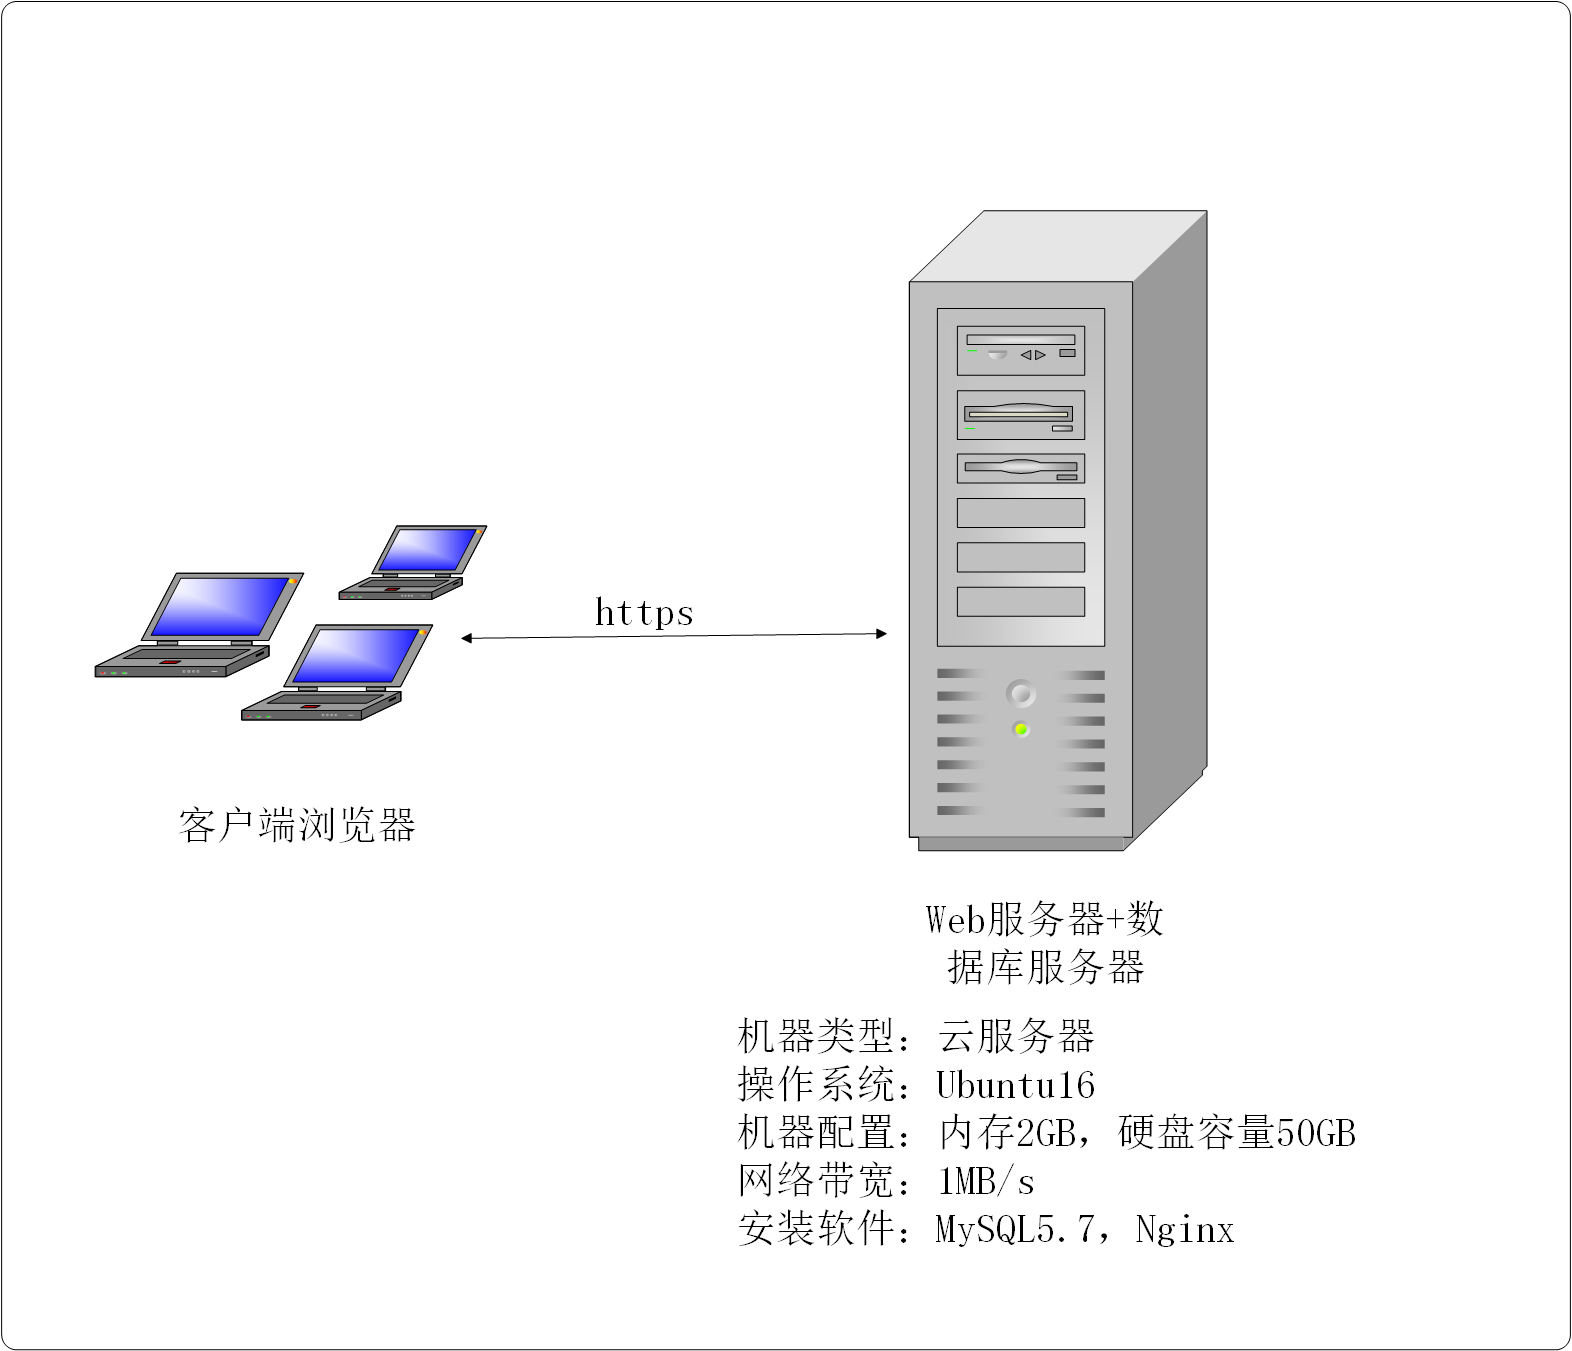 https
客户端浏览器
Web服务器+数
据库服务器
机器类型：云服务器
操作系统：Ubuntu16
机器配置：内存2GB，硬盘容量50GB
网络带宽：1MB/s
安装软件：MySQL5.7，Nginx